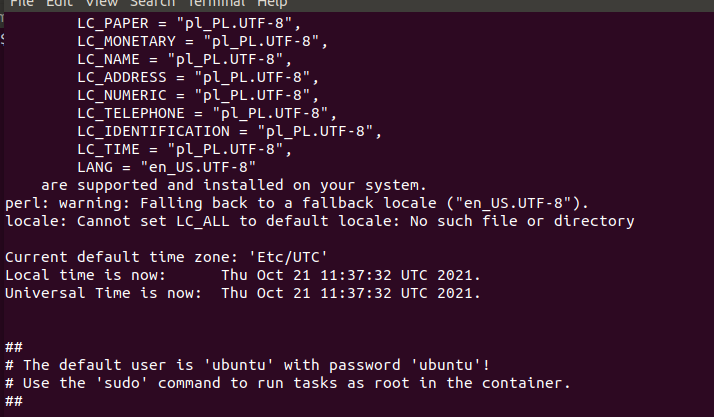 File Edit View Search Terminal Help
LC_PAPER = "pl_PL.UTF-8",
LC_MONETARY = "pl_PL.UTF-8",
LC_NAME = "pl_PL.UTF-8",
LC_ADDRESS = "pl_PL.UTF-8",
LC_NUMERIC = "pl_PL.UTF-8",
LC_TELEPHONE = "pl_PL.UTF-8",
LC_IDENTIFICATION = "pl_PL.UTF-8",
LC_TIME = "pl_PL.UTF-8",
LANG = "en_US.UTF-8"
are supported and installed on your system.
perl: warning: Falling back to a fallback locale ("en_US.UTF-8").
locale: Cannot set LC_ALL to default locale: No such file or directory
Current default time zone: 'Etc/UTC'
Local time is now:      Thu Oct 21 11:37:32 UTC 2021.
Universal Time is now:  Thu Oct 21 11:37:32 UTC 2021.
##
# The default user is 'ubuntu' with password 'ubuntu'!
# Use the 'sudo' command to run tasks as root in the container.
##